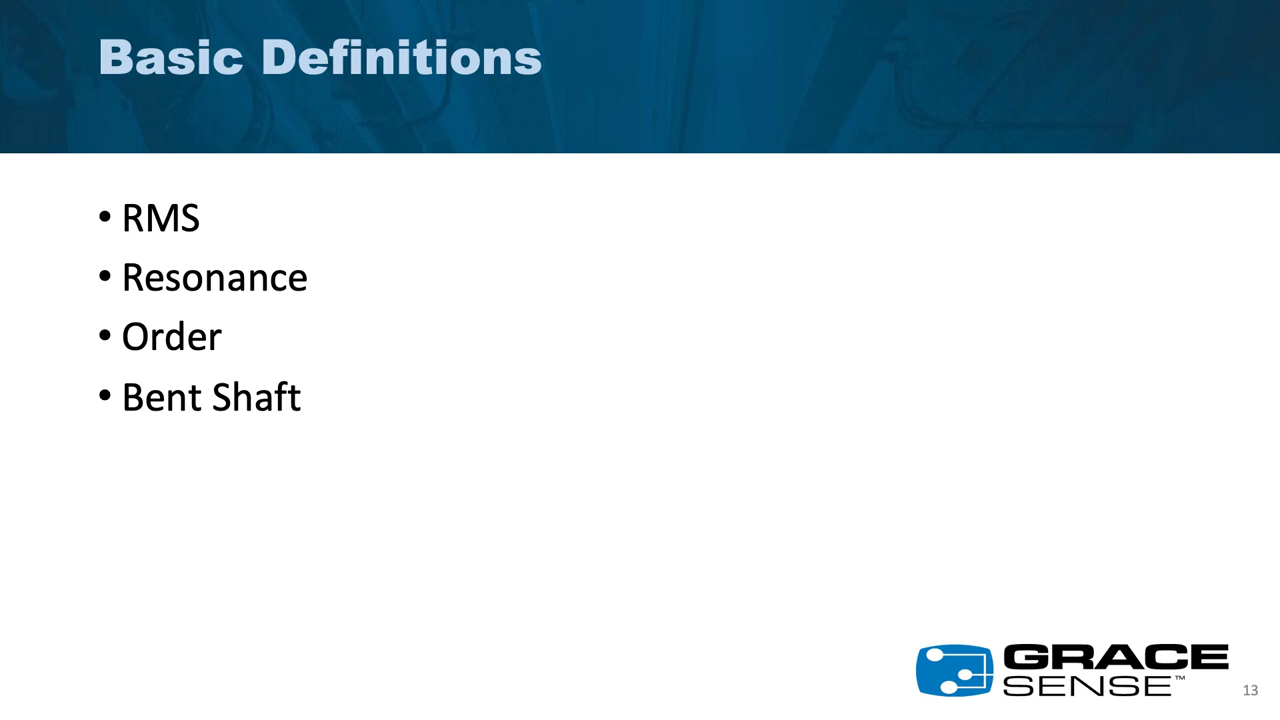 Basic Definitions
• RMS
• Resonance
• Order
• Bent Shaft
GRACE
SENSE™
13